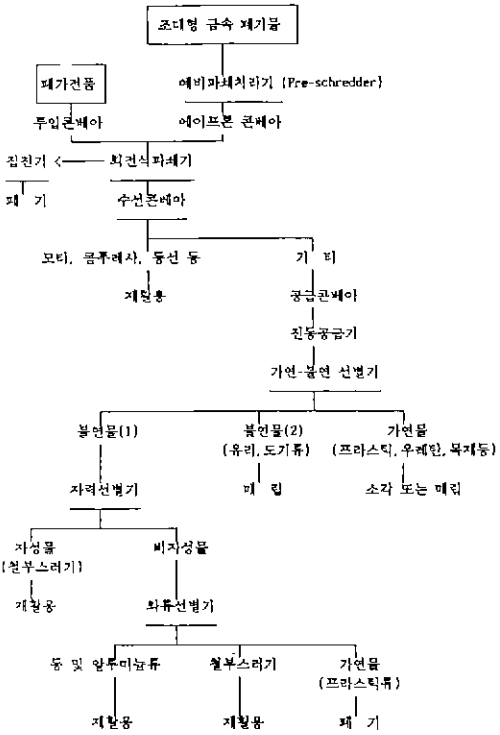 조대형 금속 폐기물
폐가전품
예비파쇄처리기 (Pre-schredder)
투입콘베아
에이프론 콘베아
집진기 <
회전식파쇄기
폐 기
수선콘베아
모터, 콤푸레샤, 동선 등
기 타
재활용
공급콘베아
진동공급기
가연-불연 선별기
불연물(1)
불연물(2)
가연물
(유리, 도기류)
(프라스틱, 우레탄, 목재등)
자력선별기
매 립
소각 또는 매립
자성물
비자성물
(철부스러기)
재활용
와류선별기
동 및 알루미늄류
철부스러기
가연물
(프라스틱류)
재활용
재활용
폐 기